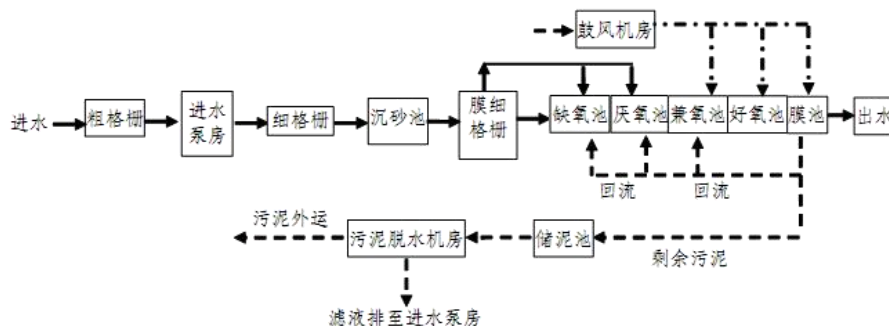 鼓风机房
进水
粗格栅
进水
泵房
细格栅
沉砂池
膜细
格栅
缺氧池
厌氧池
兼氧池
好氧池
膜池
出水
回流
回流
污泥外运
污泥脱水机房
储泥池
剩余污泥
滤液排至进水泵房